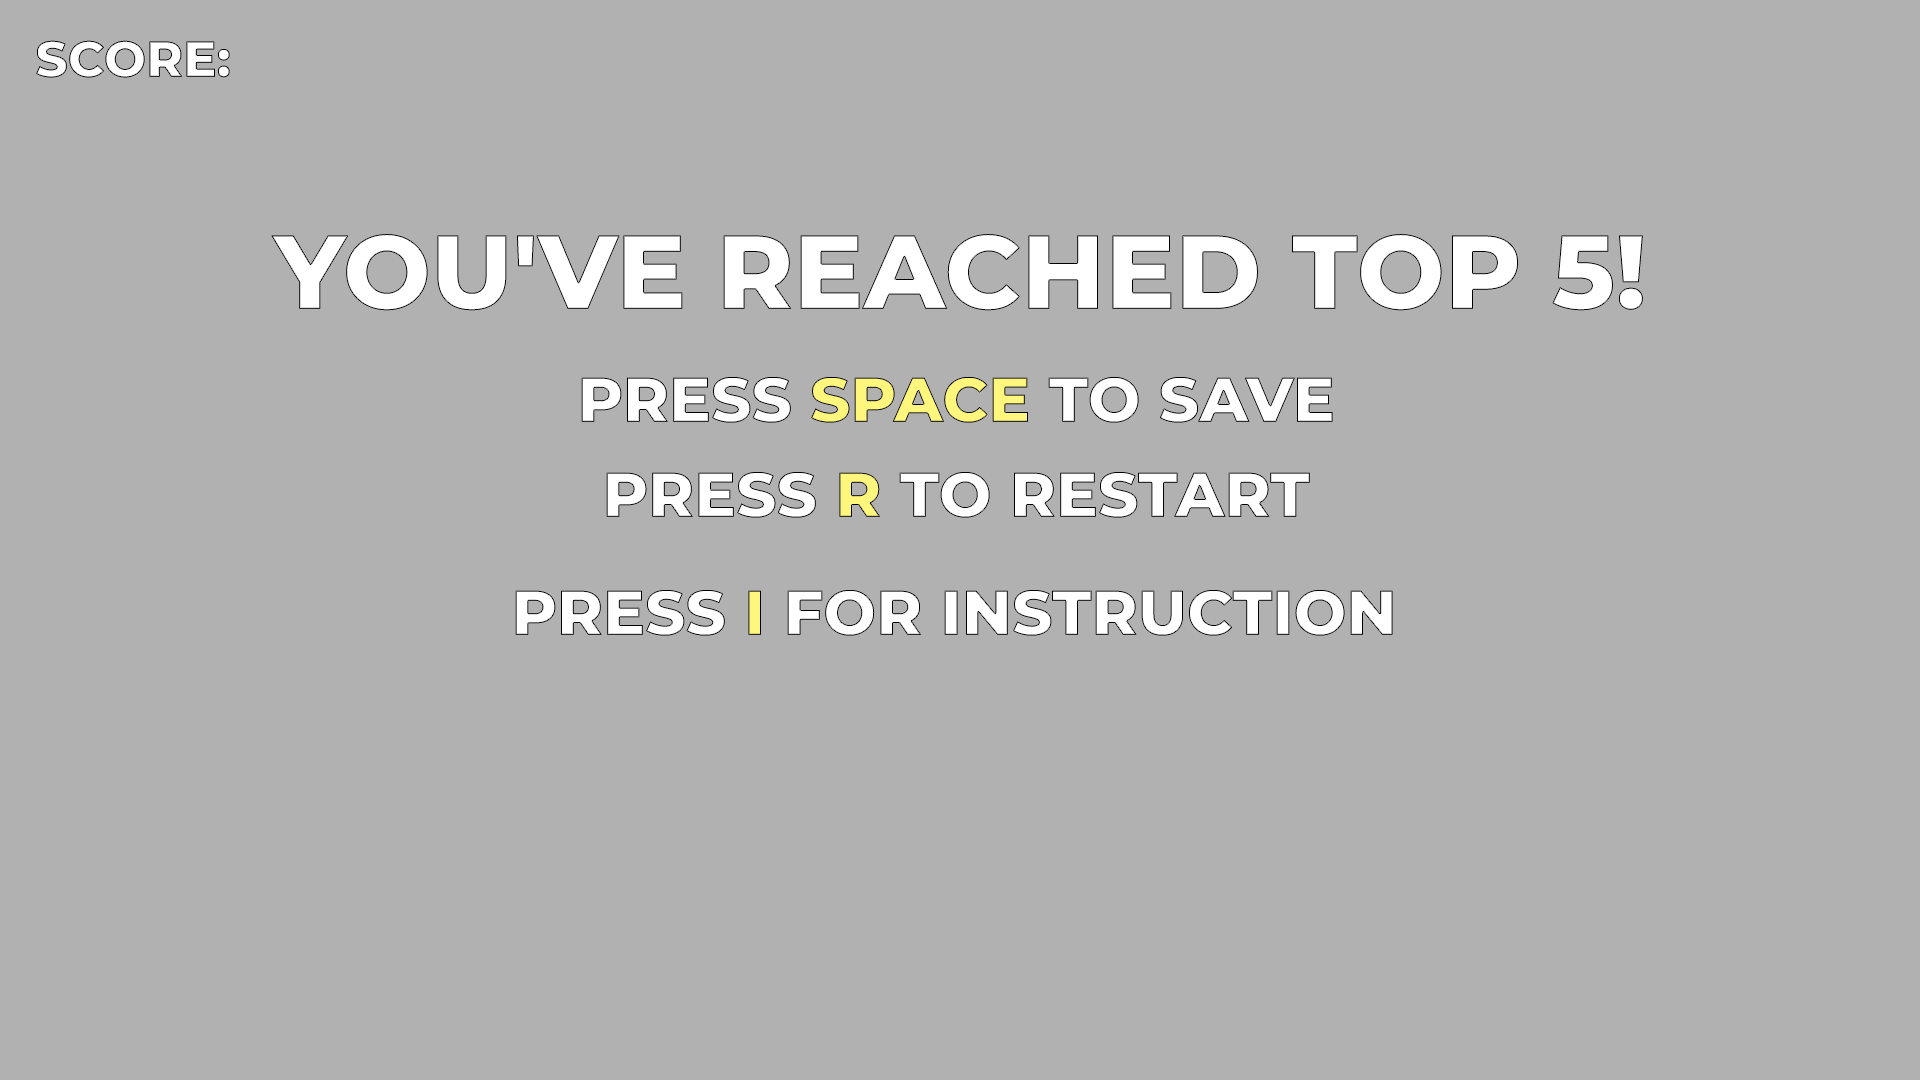 SCORE:
YOU'VE REACHED TOP 5!
PRESS SPACE TO SAVE
PRESS R TO RESTART
PRESS I FOR INSTRUCTION